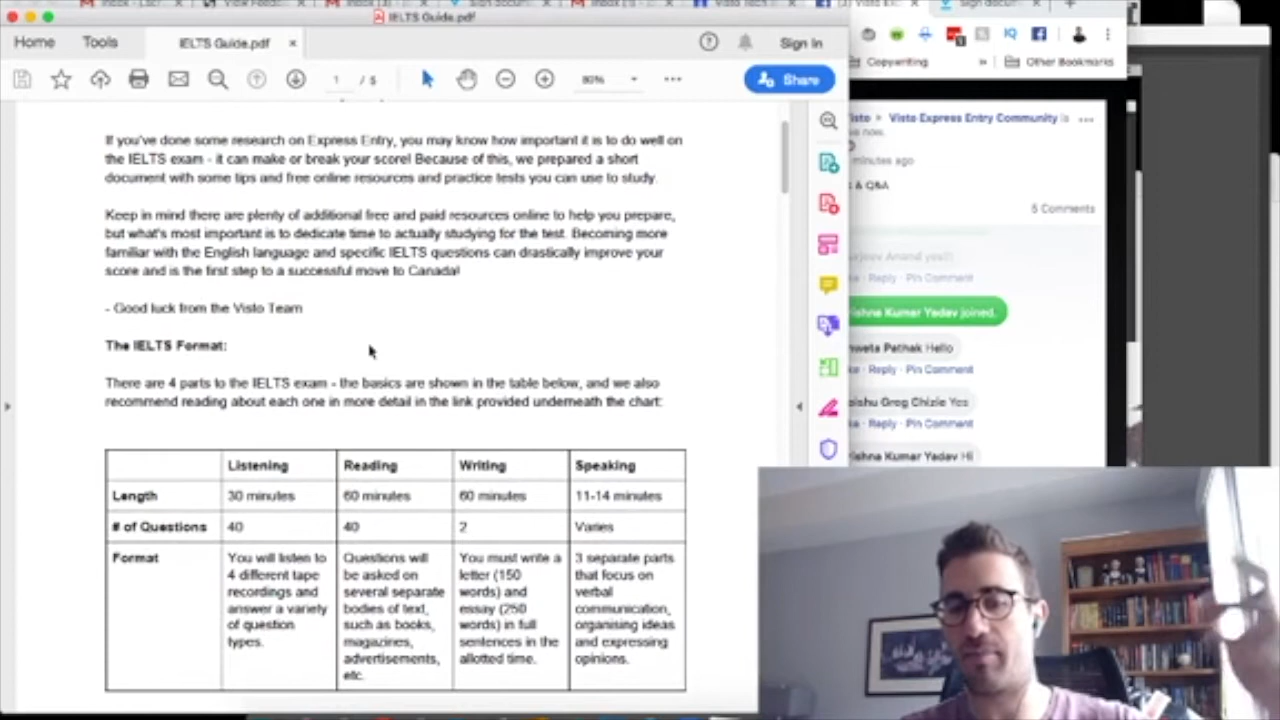 IELTS Guide.pdf
Home
Tools
IELTS Guide.pdf
×
Sign In
1 / 5
80%
Share
If you've done some research on Express Entry, you may know how important it is to do well on
the IELTS exam - it can make or break your score! Because of this, we prepared a short
document with some tips and free online resources and practice tests you can use to study.
Keep in mind there are plenty of additional free and paid resources online to help you prepare,
but what's most important is to dedicate time to actually studying for the test. Becoming more
familiar with the English language and specific IELTS questions can drastically improve your
score and is the first step to a successful move to Canada!
- Good luck from the Visto Team
The IELTS Format:
There are 4 parts to the IELTS exam - the basics are shown in the table below, and we also
recommend reading about each one in more detail in the link provided underneath the chart:
Listening Reading Writing Speaking
Length 30 minutes 60 minutes 60 minutes 11-14 minutes
# of Questions 40 40 2 Varies
Format
You will listen to
4 different tape
recordings and
answer a variety
of question
types.
Questions will
be asked on
several separate
bodies of text,
such as books,
magazines,
advertisements,
etc.
You must write a
letter (150
words) and
essay (250
words) in full
sentences in the
allotted time.
3 separate parts
that focus on
verbal
communication,
organising ideas
and expressing
opinions.
Copywriting
» Other Bookmarks
Visto Express Entry Community is
minutes ago
& Q&A
5 Comments
Reply · Pin Comment
Kumar Yadav joined.
Pathak Hello
Reply · Pin Comment
Greg Chizie Yes
Reply · Pin Comment
Kumar Yadav Hi